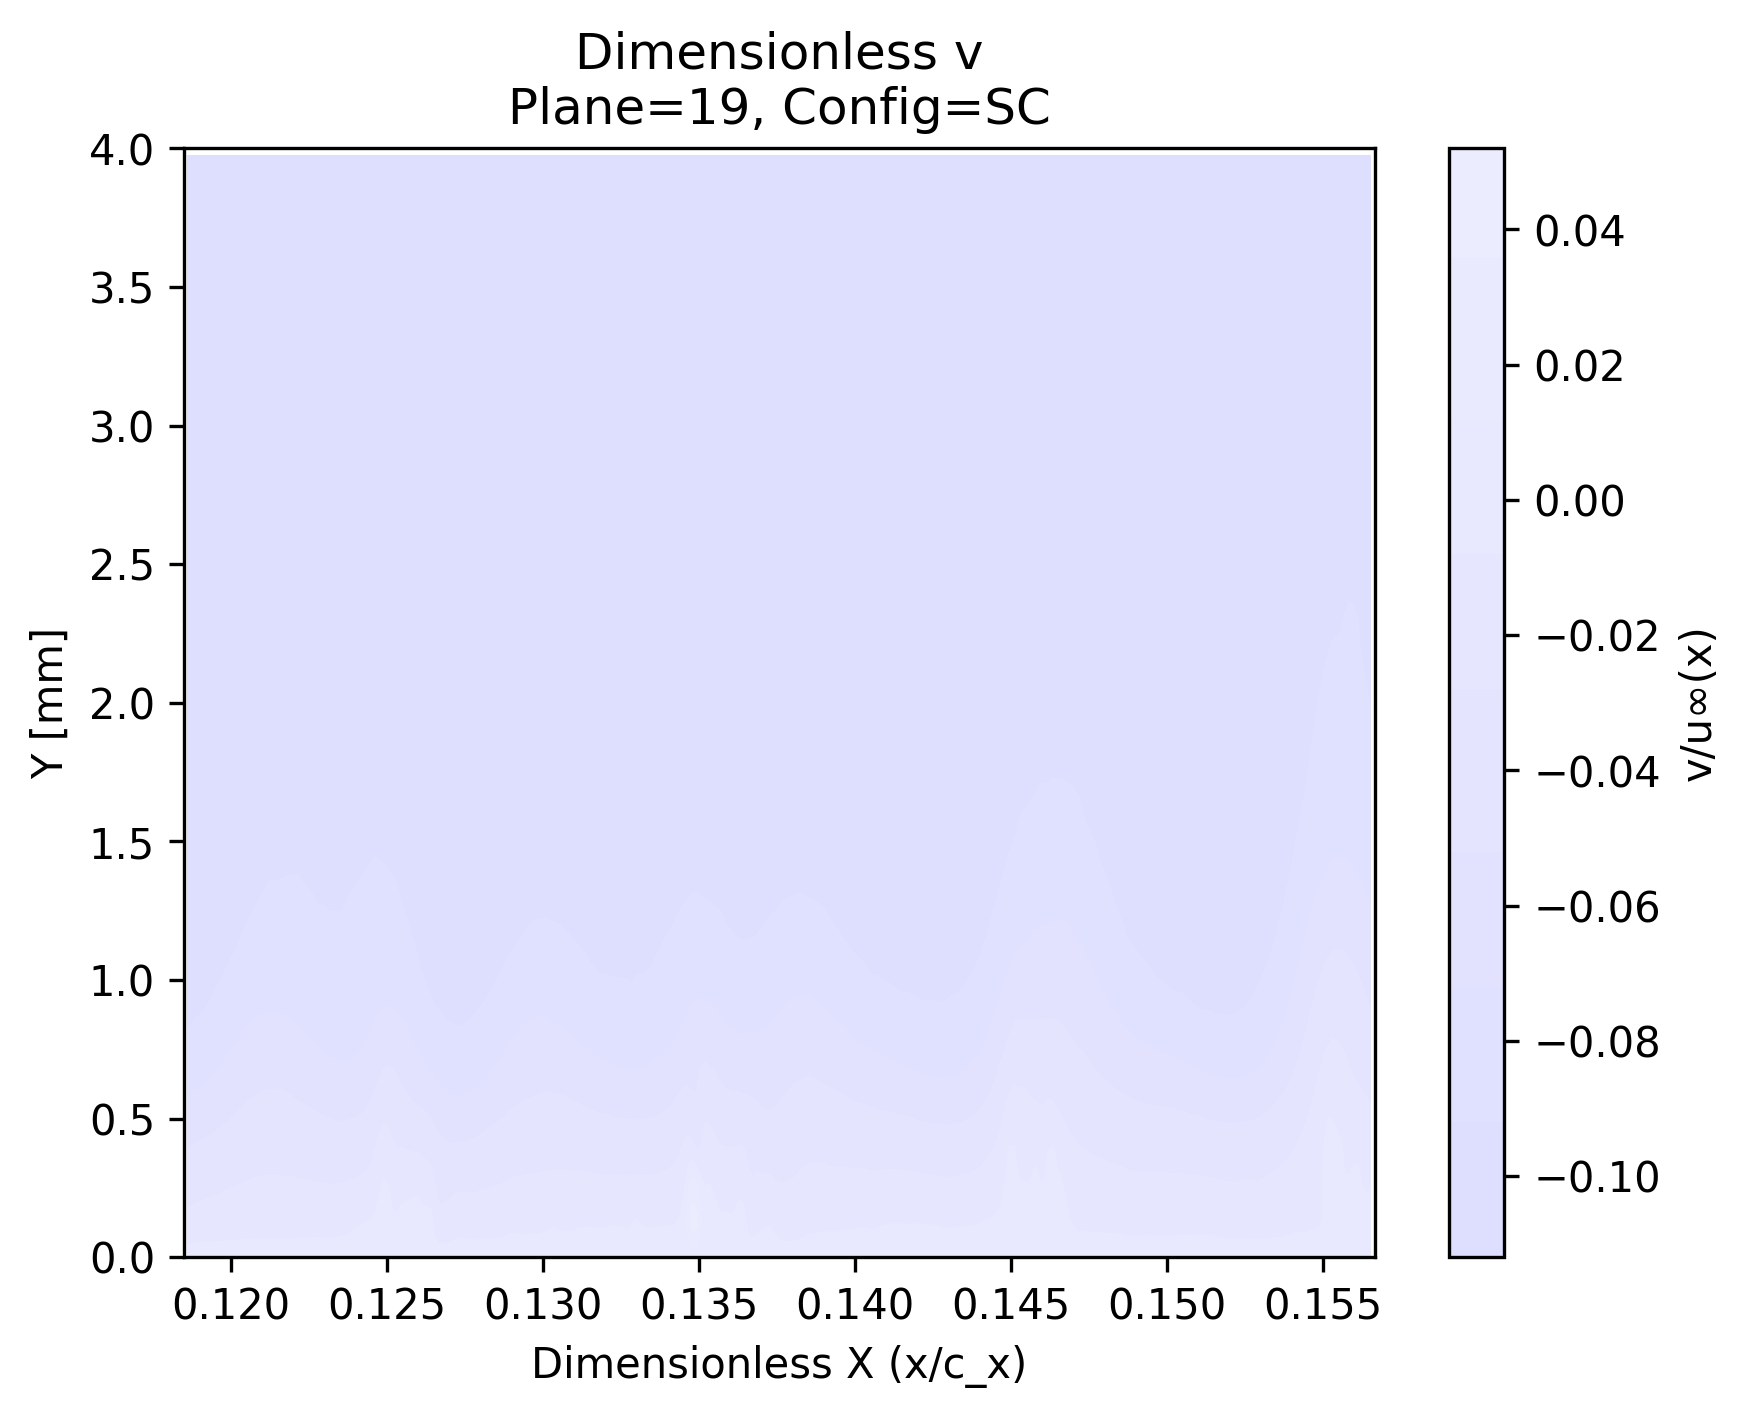 Dimensionless v
Plane=19, Config=SC
4.0
3.5
3.0
2.5
2.0
1.5
1.0
0.5
0.0
Y [mm]
0.120 0.125 0.130 0.135 0.140 0.145 0.150 0.155
Dimensionless X (x/c_x)
0.04
0.02
0.00
−0.02
−0.04
−0.06
−0.08
−0.10
v/u∞(x)